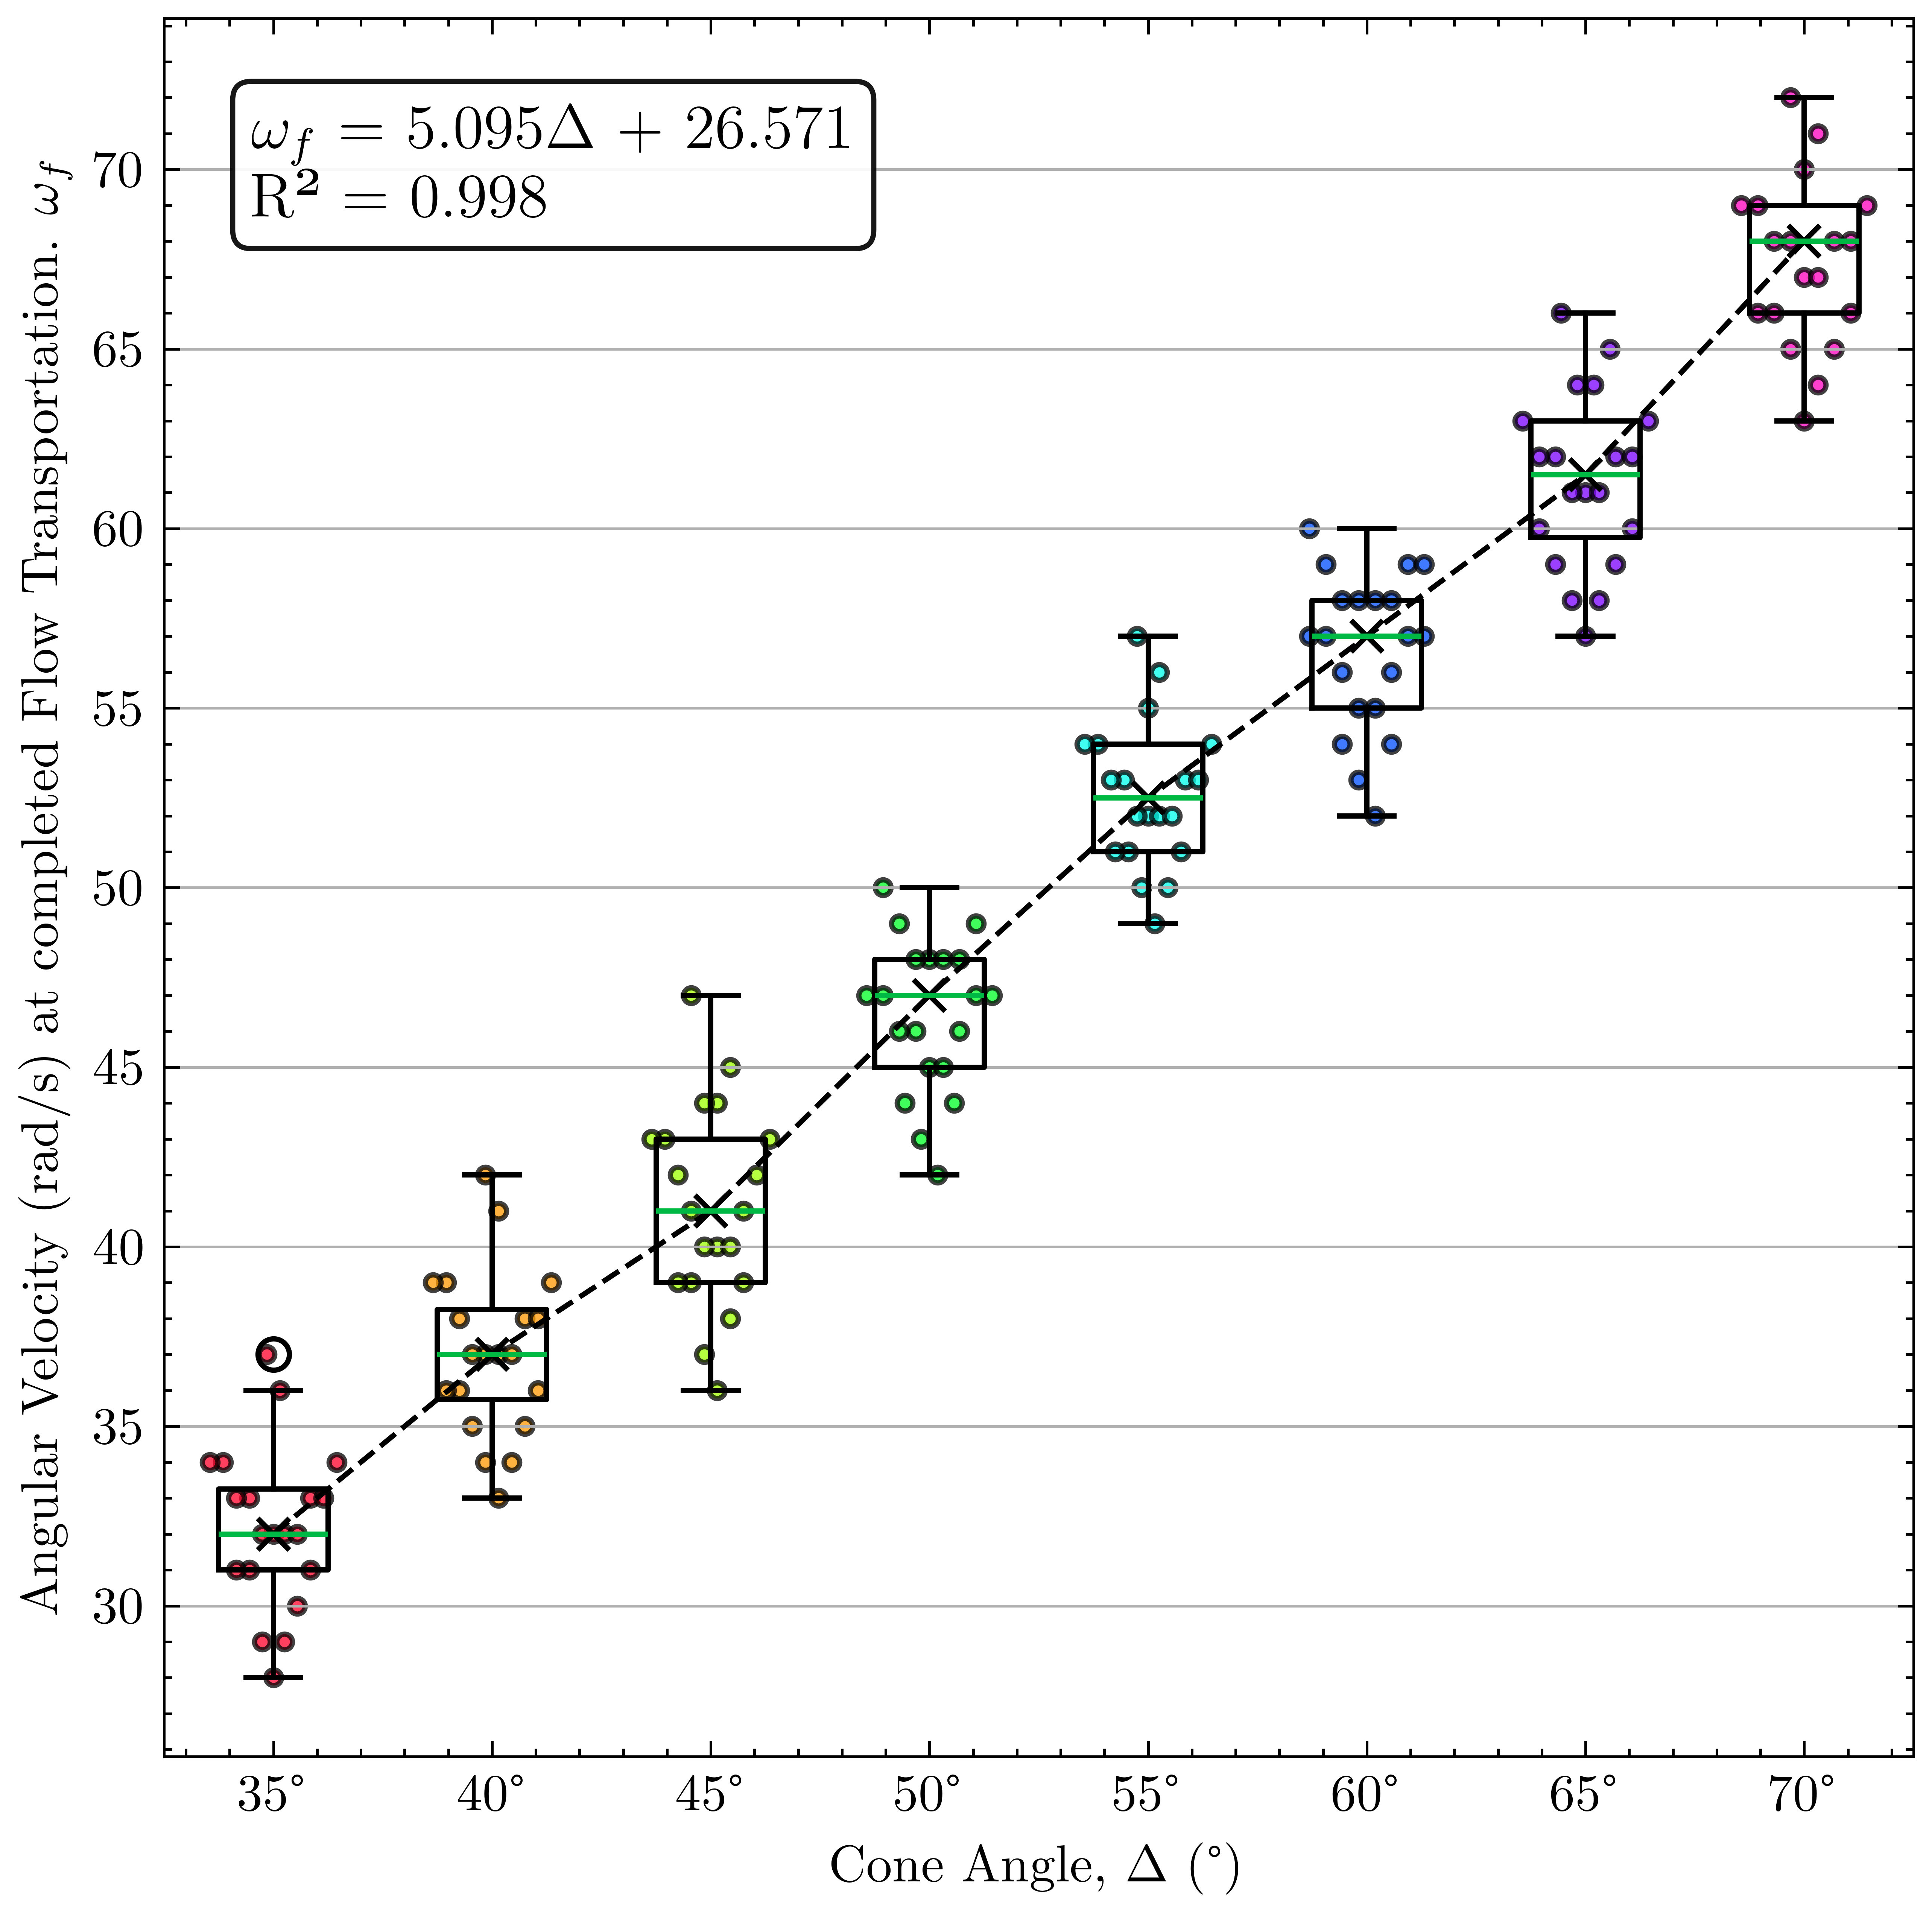 ω_f = 5.095Δ + 26.571
R² = 0.998
Angular Velocity (rad/s) at completed Flow Transportation. ω_f
70
65
60
55
50
45
40
35
30
35° 40° 45° 50° 55° 60° 65° 70°
Cone Angle, Δ (°)